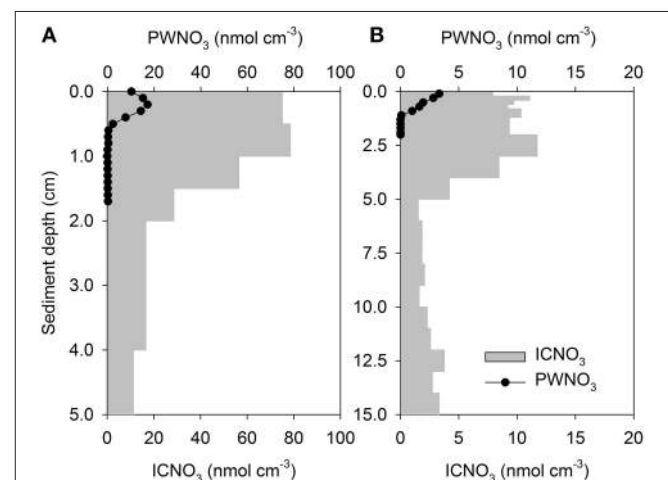 A
PWNO₃ (nmol cm⁻³)
0 20 40 60 80 100
0.0
1.0
2.0
3.0
4.0
5.0
Sediment depth (cm)
0 20 40 60 80 100
ICNO₃ (nmol cm⁻³)
B
PWNO₃ (nmol cm⁻³)
0 5 10 15 20
0.0
2.5
5.0
7.5
10.0
12.5
15.0
ICNO₃
PWNO₃
0 5 10 15 20
ICNO₃ (nmol cm⁻³)